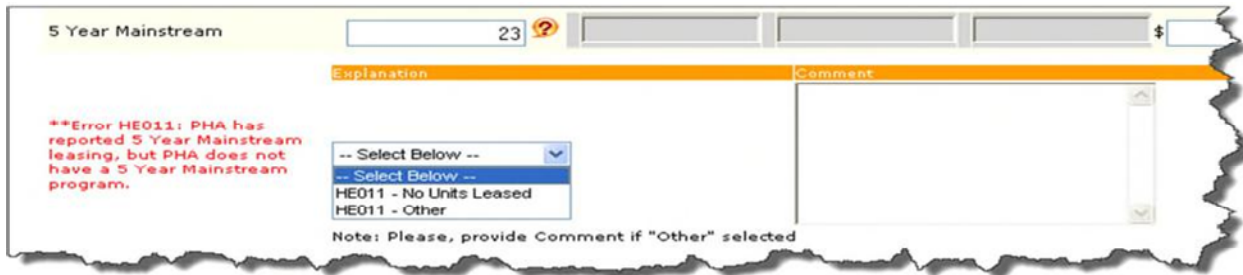 5 Year Mainstream 23 ? $
Explanation Comment
**Error HE011: PHA has
reported 5 Year Mainstream
leasing, but PHA does not
have a 5 Year Mainstream
program.
-- Select Below --
-- Select Below --
HE011 - No Units Leased
HE011 - Other
Note: Please, provide Comment if "Other" selected